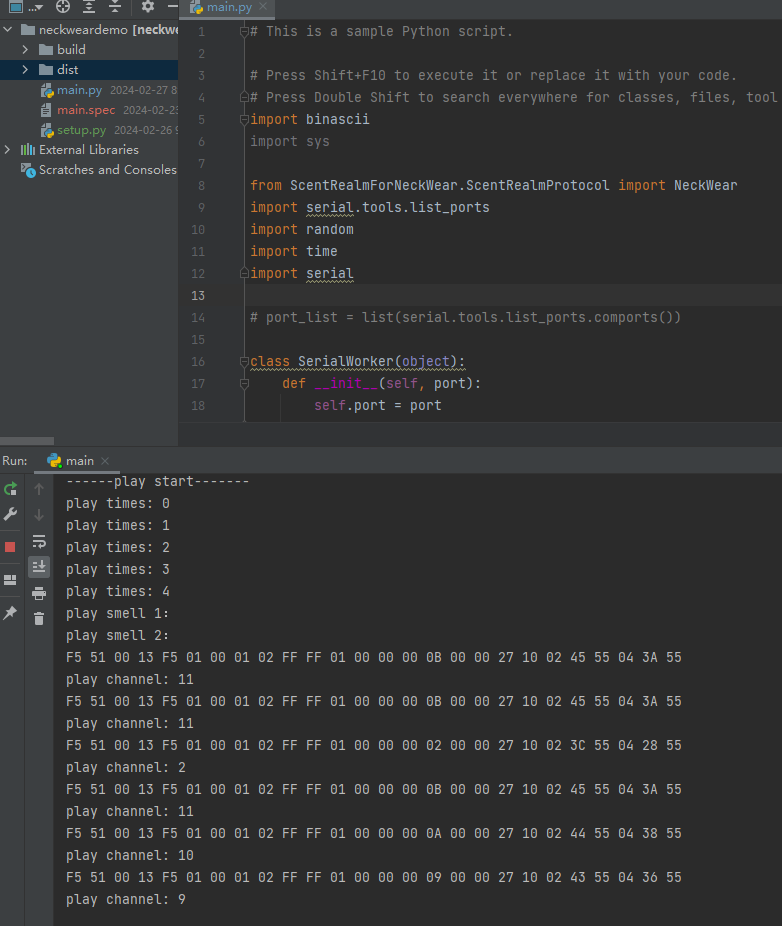 ...
main.py
neckweardemo [neckwe
build
dist
main.py 2024-02-27 8
main.spec 2024-02-23
setup.py 2024-02-26 9
External Libraries
Scratches and Consoles
1 # This is a sample Python script.
2
3 # Press Shift+F10 to execute it or replace it with your code.
4 # Press Double Shift to search everywhere for classes, files, tool
5 import binascii
6 import sys
7
8 from ScentRealmForNeckWear.ScentRealmProtocol import NeckWear
9 import serial.tools.list_ports
10 import random
11 import time
12 import serial
13
14 # port_list = list(serial.tools.list_ports.comports())
15
16 class SerialWorker(object):
17 def __init__(self, port):
18 self.port = port
Run: main
------play start-------
play times: 0
play times: 1
play times: 2
play times: 3
play times: 4
play smell 1:
play smell 2:
F5 51 00 13 F5 01 00 01 02 FF FF 01 00 00 00 0B 00 00 27 10 02 45 55 04 3A 55
play channel: 11
F5 51 00 13 F5 01 00 01 02 FF FF 01 00 00 00 0B 00 00 27 10 02 45 55 04 3A 55
play channel: 11
F5 51 00 13 F5 01 00 01 02 FF FF 01 00 00 00 02 00 00 27 10 02 3C 55 04 28 55
play channel: 2
F5 51 00 13 F5 01 00 01 02 FF FF 01 00 00 00 0B 00 00 27 10 02 45 55 04 3A 55
play channel: 11
F5 51 00 13 F5 01 00 01 02 FF FF 01 00 00 00 0A 00 00 27 10 02 44 55 04 38 55
play channel: 10
F5 51 00 13 F5 01 00 01 02 FF FF 01 00 00 00 09 00 00 27 10 02 43 55 04 36 55
play channel: 9